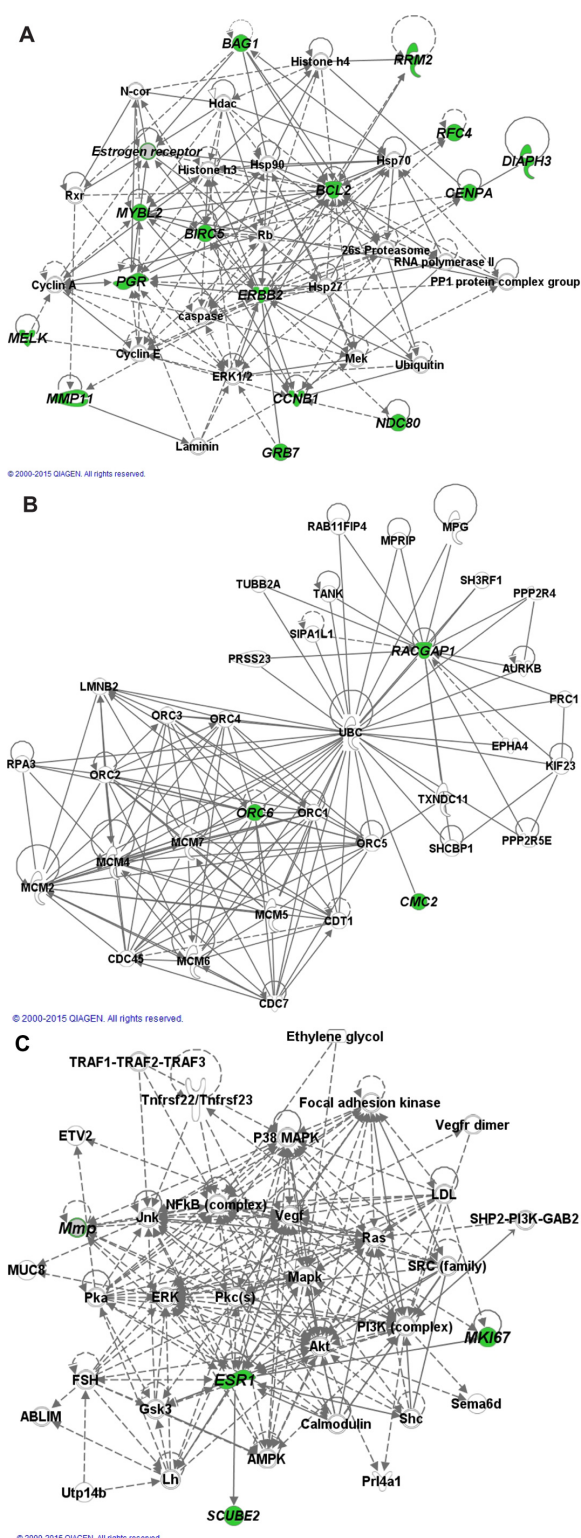 A
BAG1
Histone h4
RRM2
N-cor
Hdac
RFC4
Estrogen receptor
Histone h3
Hsp90
Hsp70
DIAPH3
Rxr
BCL2
CENPA
MYBL2
BIRC5
Rb
26s Proteasome
RNA polymerase II
Cyclin A
PGR
ERBB2
Hsp27
PP1 protein complex group
caspase
MELK
Cyclin E
Mek
Ubiquitin
ERK1/2
MMP11
CCNB1
NDC80
Laminin
GRB7
© 2000-2015 QIAGEN. All rights reserved.
B
RAB11FIP4
MPRIP
MPG
TUBB2A
TANK
SH3RF1
PPP2R4
SIPA1L1
RACGAP1
PRSS23
AURKB
LMNB2
PRC1
ORC3
ORC4
UBC
EPHA4
RPA3
ORC2
KIF23
TXNDC11
ORC6
ORC1
MCM7
ORC5
SHCBP1
PPP2R5E
MCM4
MCM2
CMC2
MCM5
CDT1
CDC45
MCM6
CDC7
© 2000-2015 QIAGEN. All rights reserved.
C
Ethylene glycol
TRAF1-TRAF2-TRAF3
Tnfrsf22/Tnfrsf23
Focal adhesion kinase
ETV2
P38 MAPK
Vegfr dimer
LDL
NFkB (complex)
Jnk
Vegf
SHP2-PI3K-GAB2
Mmp
Ras
MUC8
SRC (family)
Mapk
Pka
ERK
Pkc(s)
PI3K (complex)
MKI67
Akt
FSH
ESR1
Sema6d
ABLIM
Gsk3
Calmodulin
Shc
AMPK
Lh
Prl4a1
Utp14b
SCUBE2
© 2000-2015 QIAGEN. All rights reserved.